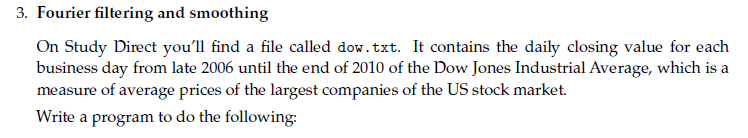 3. Fourier filtering and smoothing
On Study Direct you'll find a file called dow.txt. It contains the daily closing value for each
business day from late 2006 until the end of 2010 of the Dow Jones Industrial Average, which is a
measure of average prices of the largest companies of the US stock market.
Write a program to do the following: